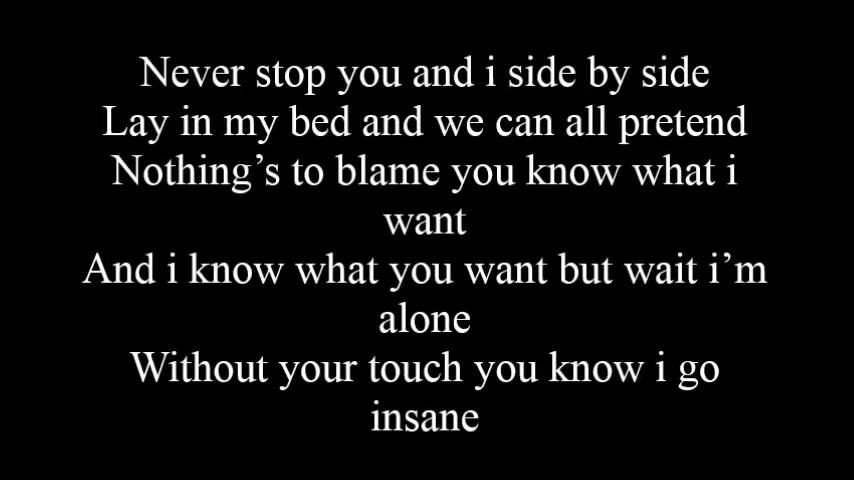 Never stop you and i side by side
Lay in my bed and we can all pretend
Nothing’s to blame you know what i
want
And i know what you want but wait i’m
alone
Without your touch you know i go
insane